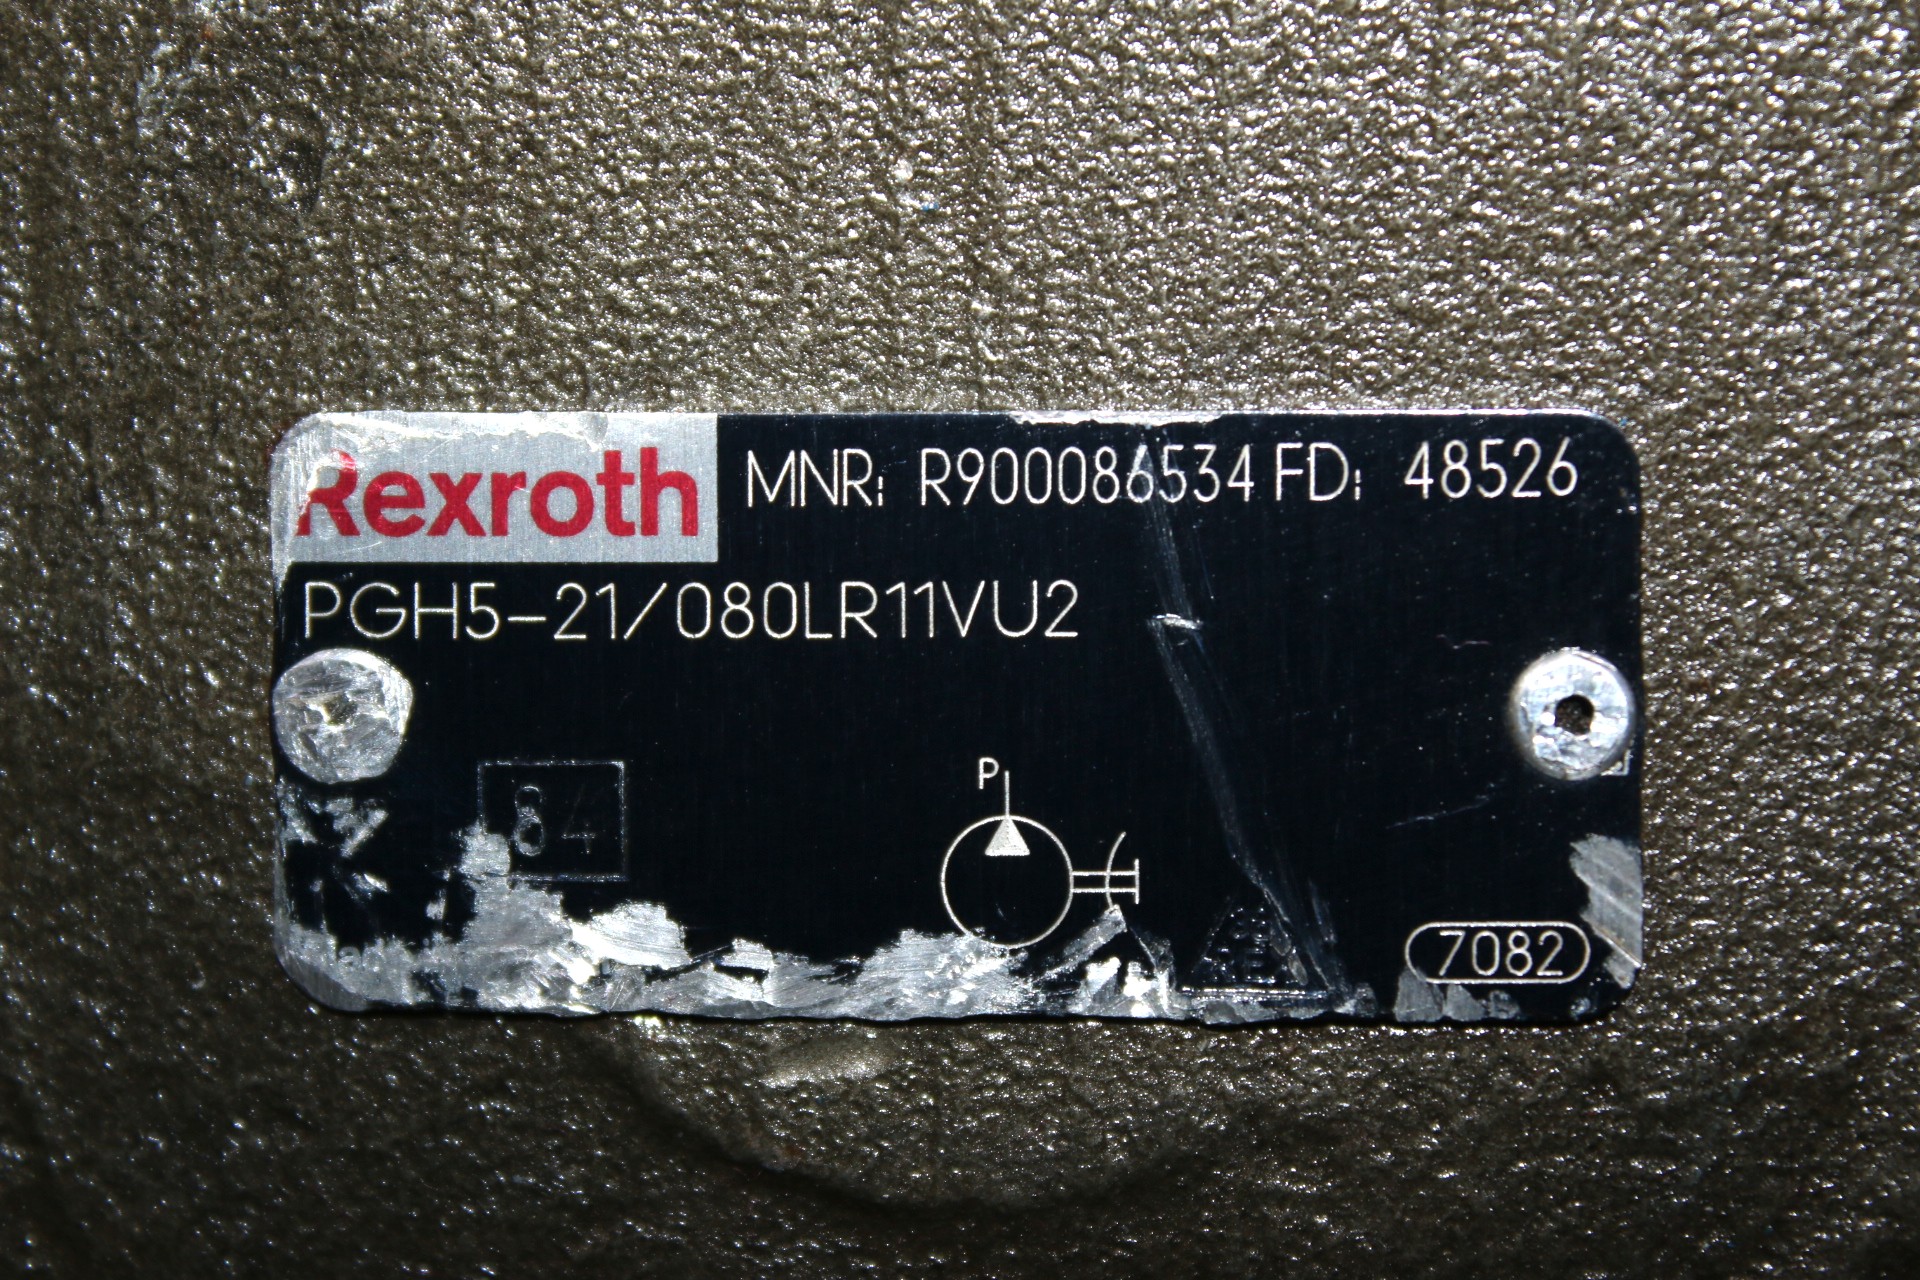 Rexroth MNR: R900086534 FD: 48526
PGH5-21/080LR11VU2
P
84
7082